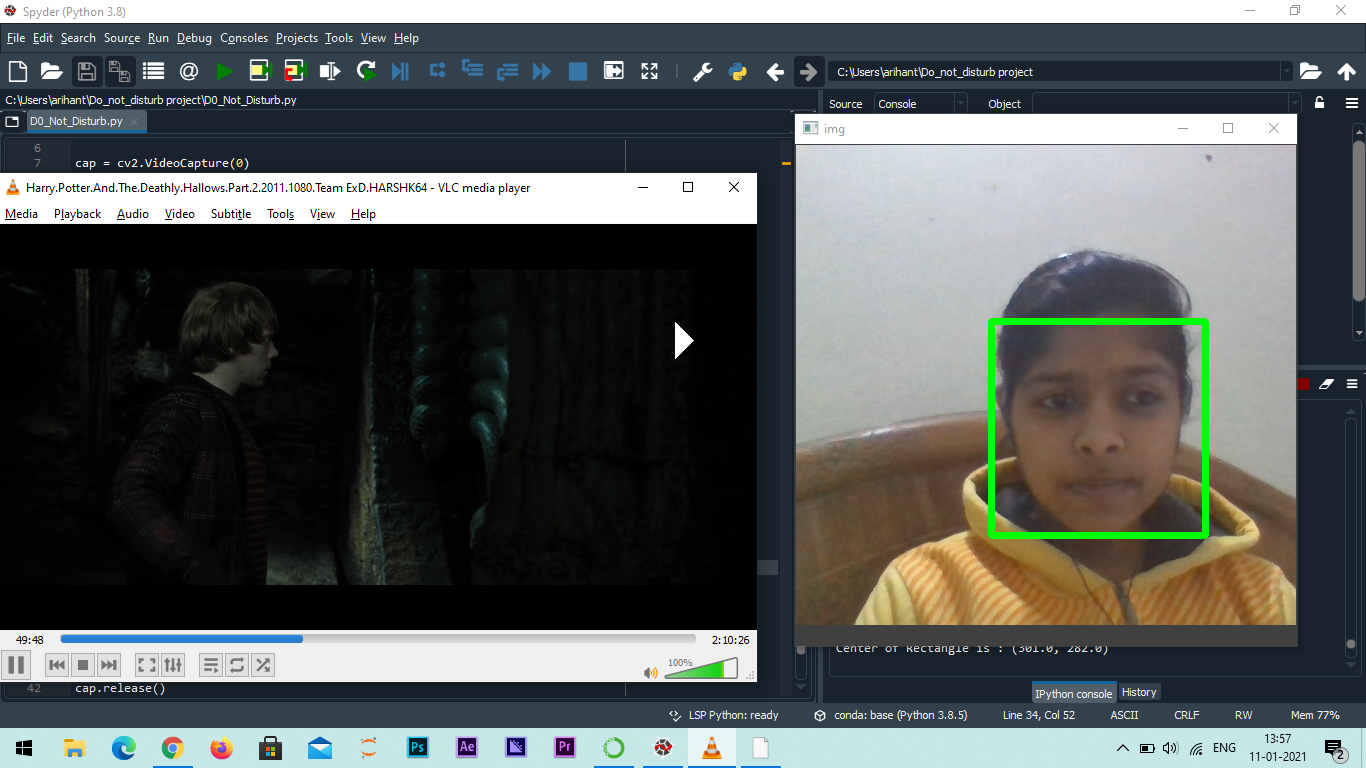 Spyder (Python 3.8)
File Edit Search Source Run Debug Consoles Projects Tools View Help
C:\Users\arihant\Do_not_disturb project
C:\Users\arihant\Do_not_disturb project\D0_Not_Disturb.py
Source Console Object
D0_Not_Disturb.py
6
7 cap = cv2.VideoCapture(0)
Harry.Potter.And.The.Deathly.Hallows.Part.2.2011.1080.Team ExD.HARSHK64 - VLC media player
Media Playback Audio Video Subtitle Tools View Help
49:48 2:10:26
100%
42 cap.release()
img
Center of Rectangle is : (301.0, 282.0)
IPython console History
LSP Python: ready conda: base (Python 3.8.5) Line 34, Col 52 ASCII CRLF RW Mem 77%
Ps Ae Pr
ENG 13:57
11-01-2021 2